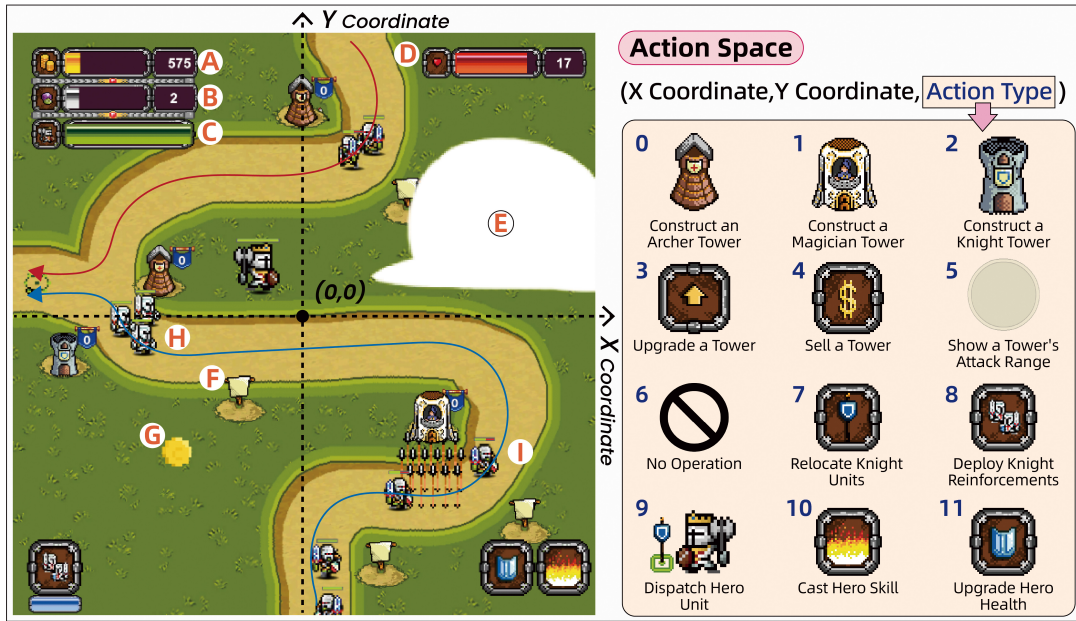 Y Coordinate
A
575
B
2
C
D
17
0
E
0
(0,0)
H
0
F
0
G
I
X Coordinate
Action Space
(X Coordinate,Y Coordinate, Action Type )
0
1
2
Construct an
Archer Tower
Construct a
Magician Tower
Construct a
Knight Tower
3
4
5
$
Upgrade a Tower
Sell a Tower
Show a Tower's
Attack Range
6
7
8
No Operation
Relocate Knight
Units
Deploy Knight
Reinforcements
9
10
11
Dispatch Hero
Unit
Cast Hero Skill
Upgrade Hero
Health